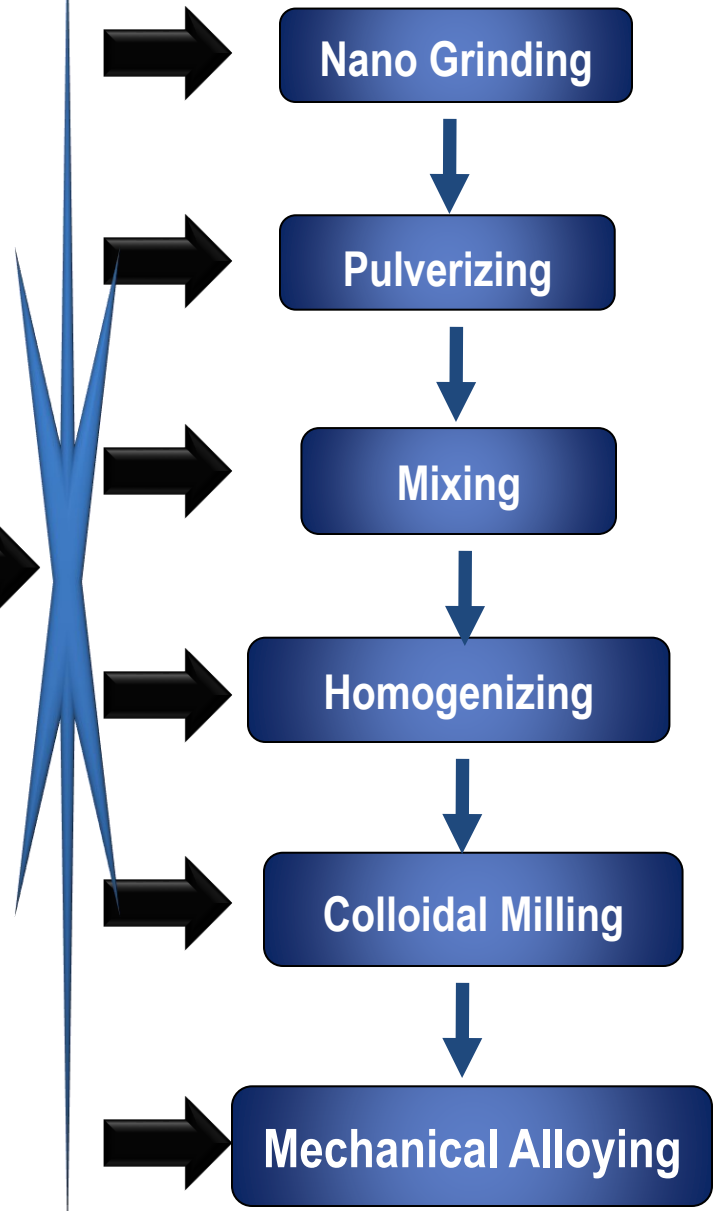 Nano Grinding
Pulverizing
Mixing
Homogenizing
Colloidal Milling
Mechanical Alloying